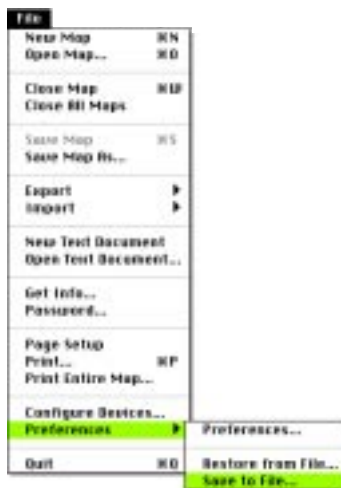 File
New Map ⌘N
Open Map... ⌘O
Close Map ⌘W
Close All Maps
Save Map ⌘S
Save Map As...
Export
Import
New Text Document
Open Text Document...
Get Info...
Password...
Page Setup
Print... ⌘P
Print Entire Map...
Configure Devices...
Preferences
Preferences...
Quit ⌘Q
Restore from File...
Save to File...